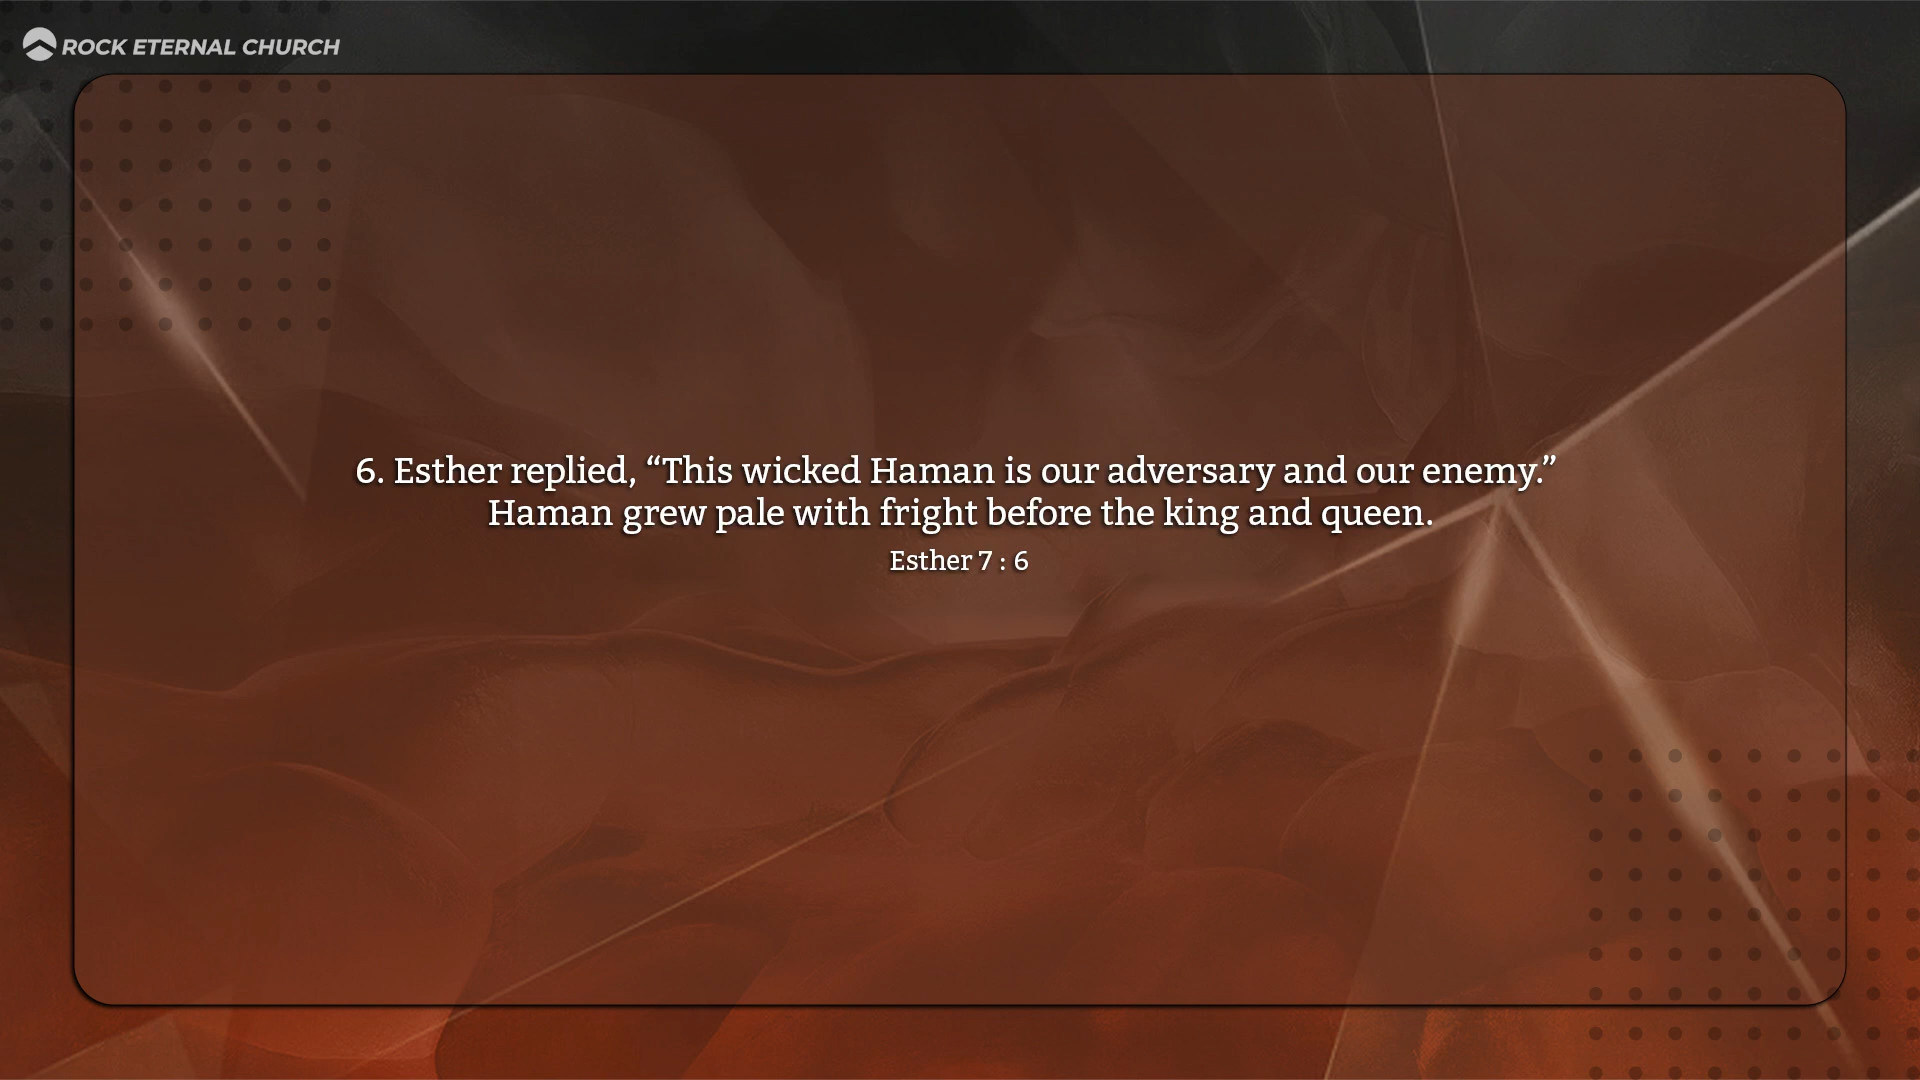 ROCK ETERNAL CHURCH
6. Esther replied, “This wicked Haman is our adversary and our enemy.”
Haman grew pale with fright before the king and queen.
Esther 7 : 6